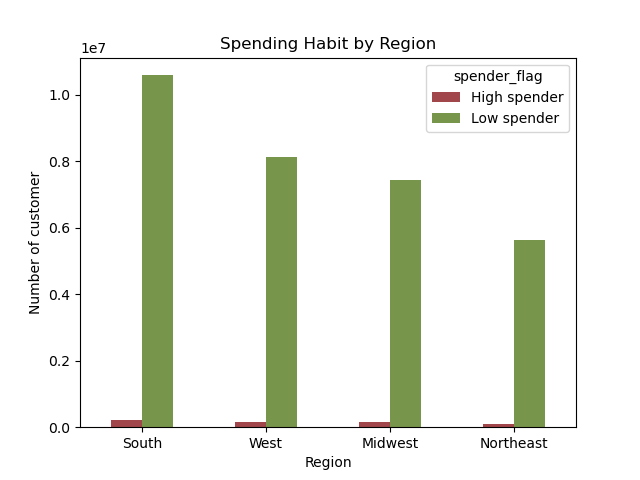 Spending Habit by Region
1e7
spender_flag
High spender
Low spender
1.0
0.8
0.6
0.4
0.2
0.0
Number of customer
South West Midwest Northeast
Region